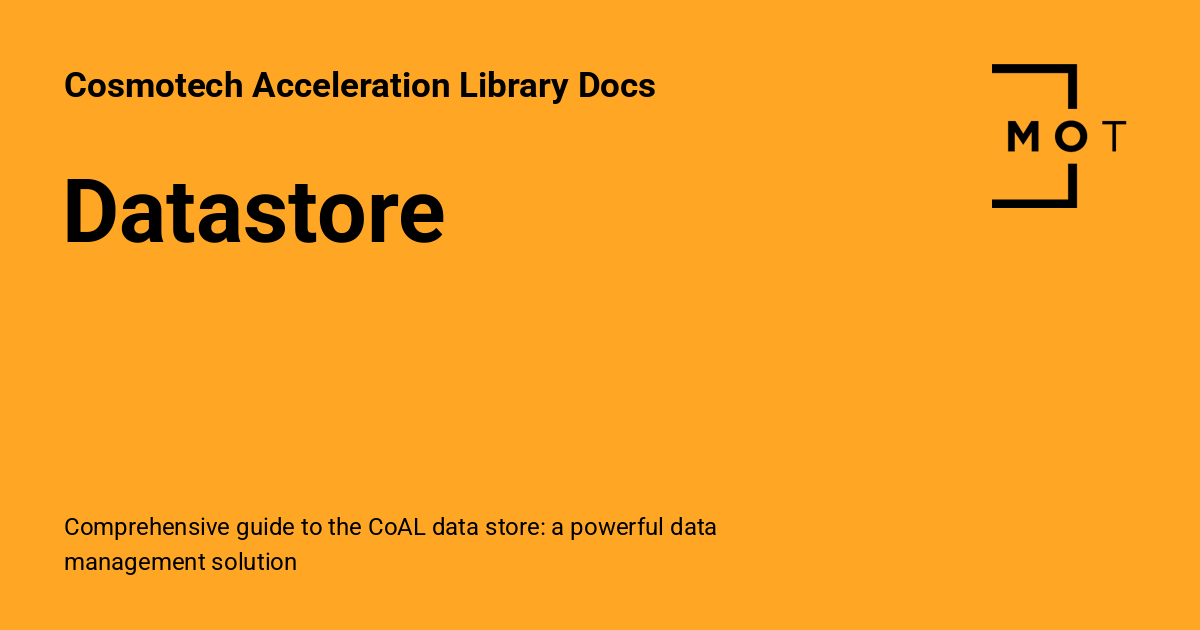 Cosmotech Acceleration Library Docs
MOT
Datastore
Comprehensive guide to the CoAL data store: a powerful data
management solution